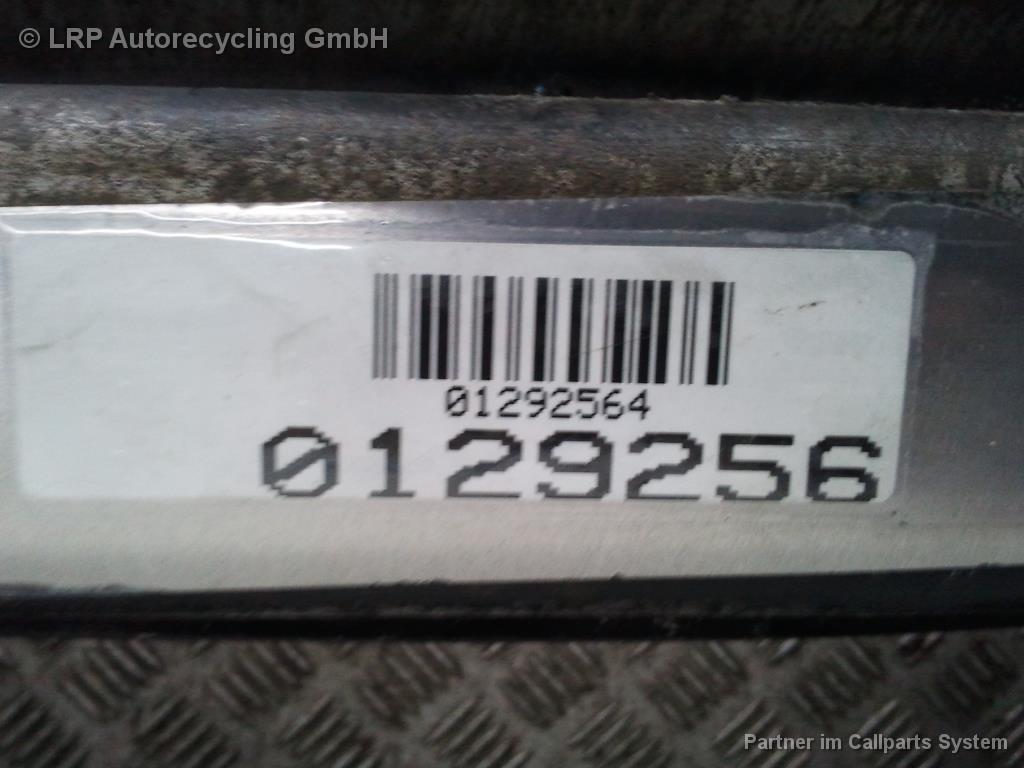 © LRP Autorecycling GmbH
01292564
0129256
Partner im Callparts System